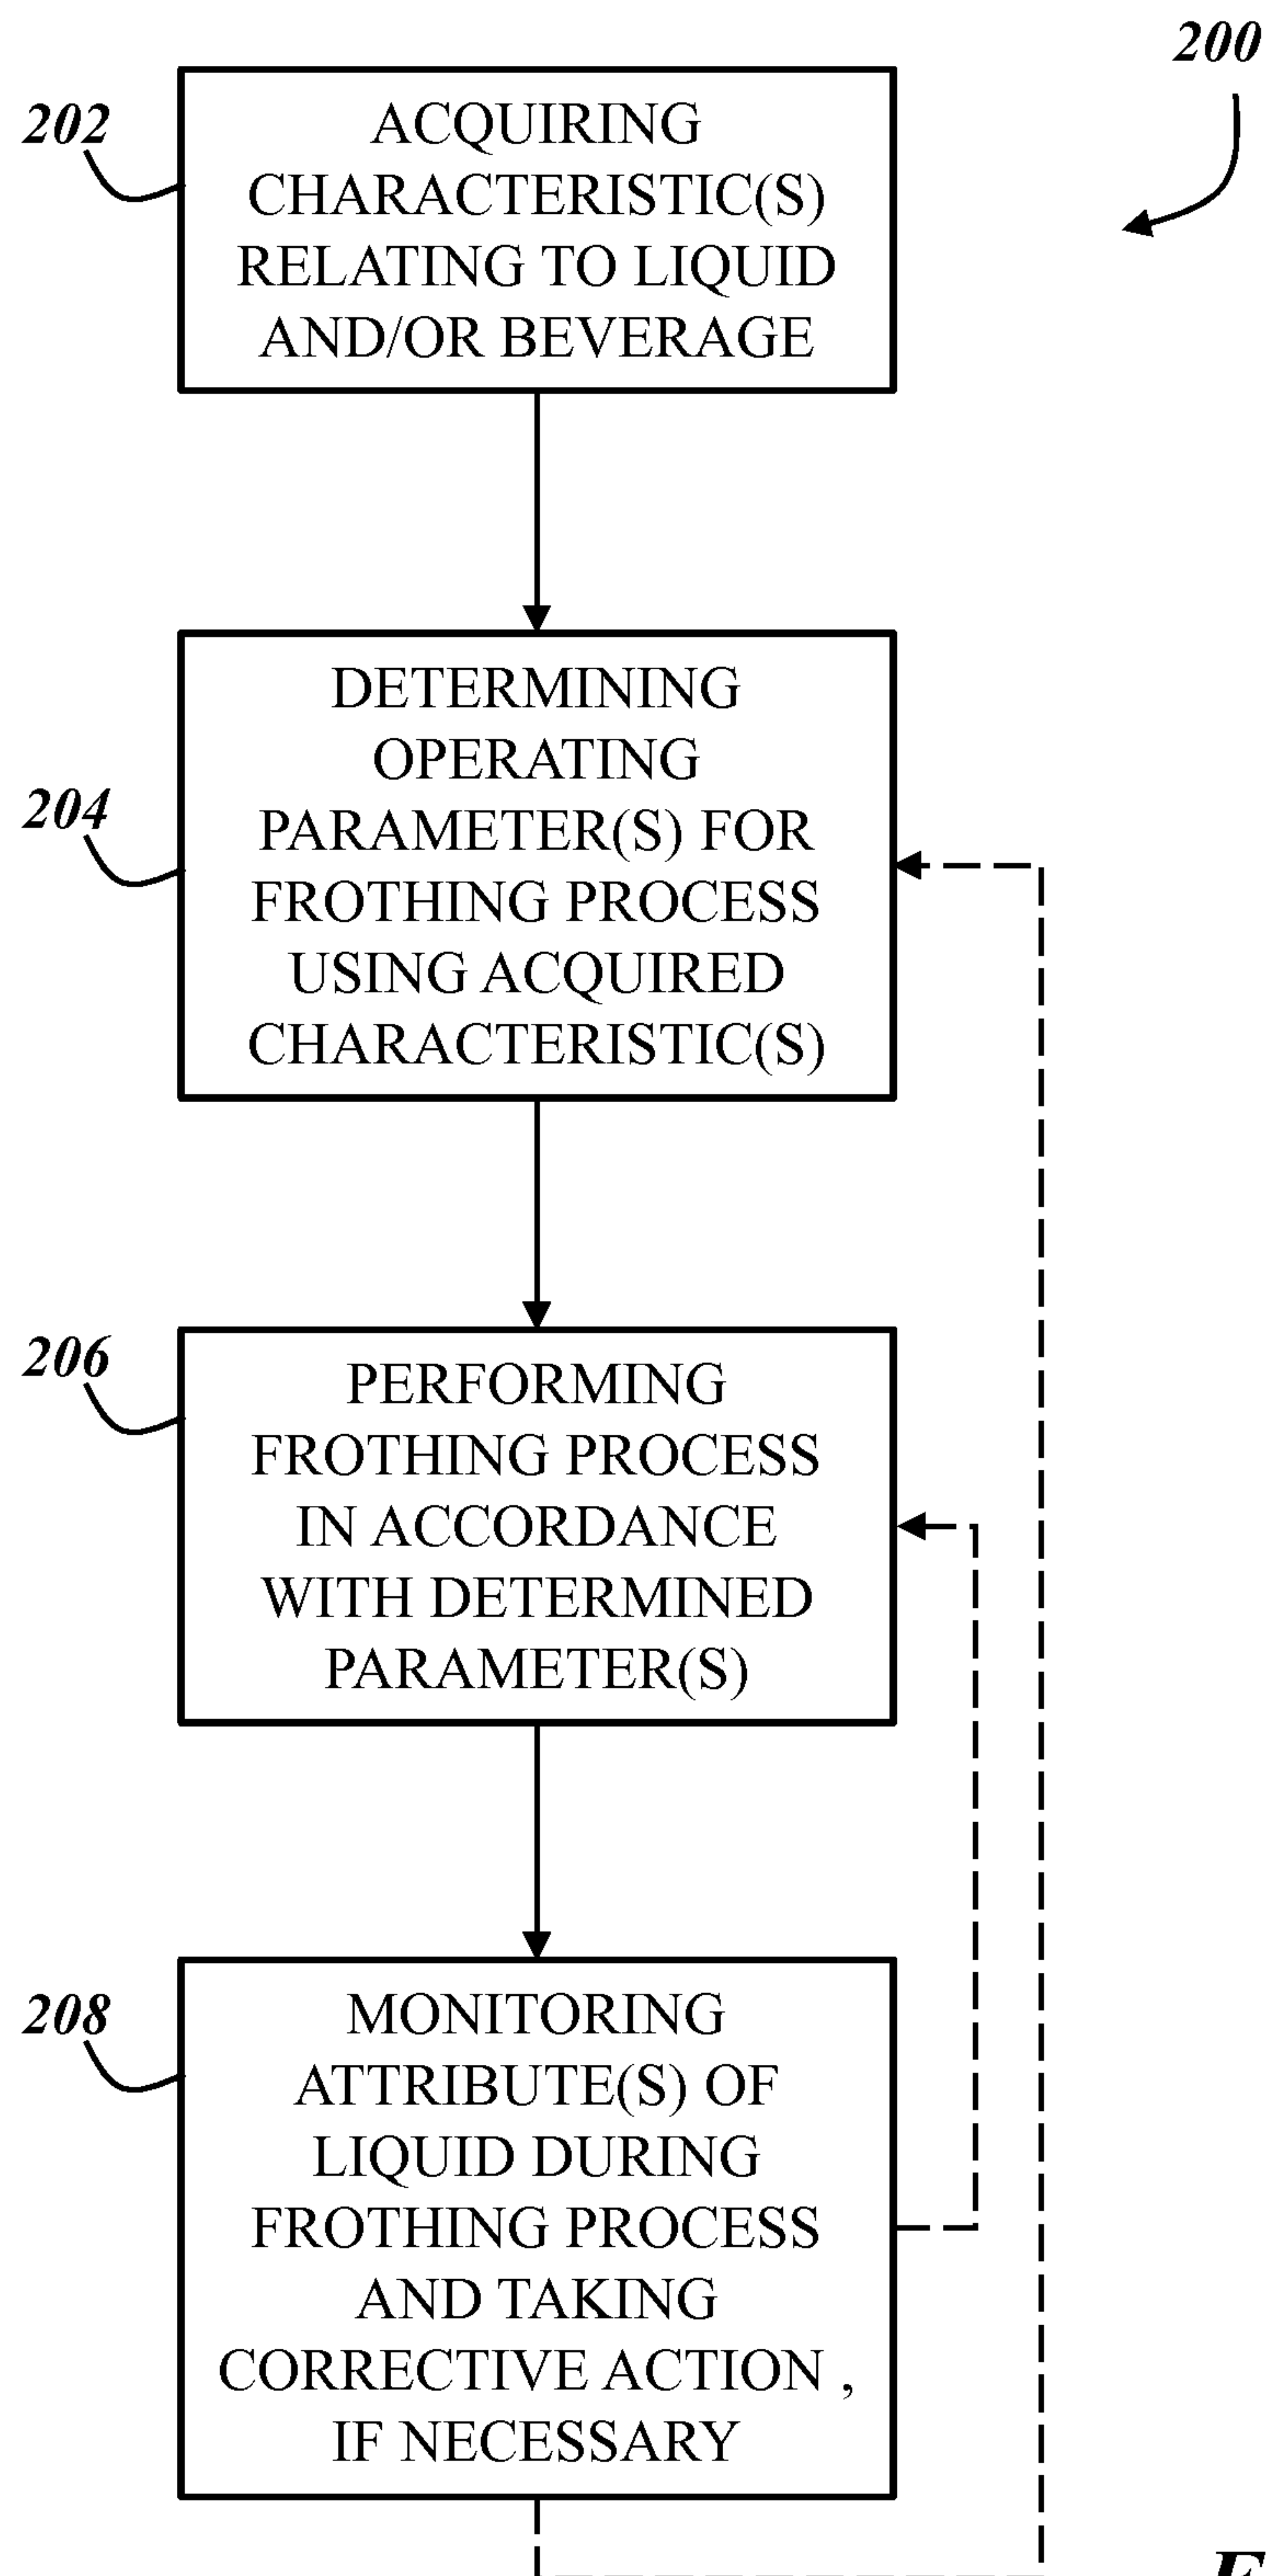 200
202
ACQUIRING
CHARACTERISTIC(S)
RELATING TO LIQUID
AND/OR BEVERAGE
204
DETERMINING
OPERATING
PARAMETER(S) FOR
FROTHING PROCESS
USING ACQUIRED
CHARACTERISTIC(S)
206
PERFORMING
FROTHING PROCESS
IN ACCORDANCE
WITH DETERMINED
PARAMETER(S)
208
MONITORING
ATTRIBUTE(S) OF
LIQUID DURING
FROTHING PROCESS
AND TAKING
CORRECTIVE ACTION ,
IF NECESSARY